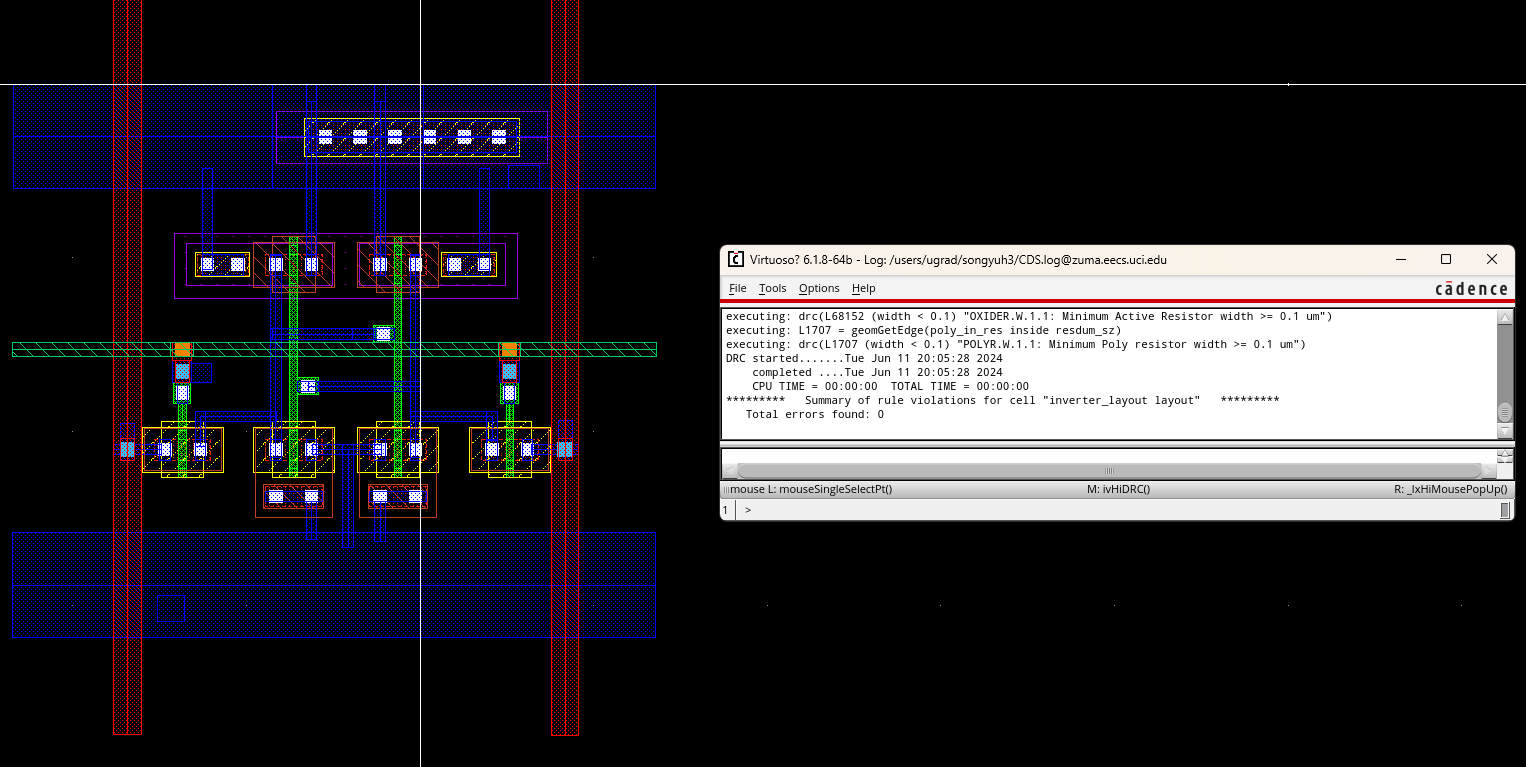 Virtuoso? 6.1.8-64b - Log: /users/ugrad/songyuh3/CDS.log@zuma.eecs.uci.edu
File Tools Options Help cādence
executing: drc(L68152 (width < 0.1) "OXIDER.W.1.1: Minimum Active Resistor width >= 0.1 um")
executing: L1707 = geomGetEdge(poly_in_res inside resdum_sz)
executing: drc(L1707 (width < 0.1) "POLYR.W.1.1: Minimum Poly resistor width >= 0.1 um")
DRC started.......Tue Jun 11 20:05:28 2024
completed ....Tue Jun 11 20:05:28 2024
CPU TIME = 00:00:00 TOTAL TIME = 00:00:00
********* Summary of rule violations for cell "inverter_layout layout" *********
Total errors found: 0
mouse L: mouseSingleSelectPt() M: ivHiDRC() R: _lxHiMousePopUp()
1 >